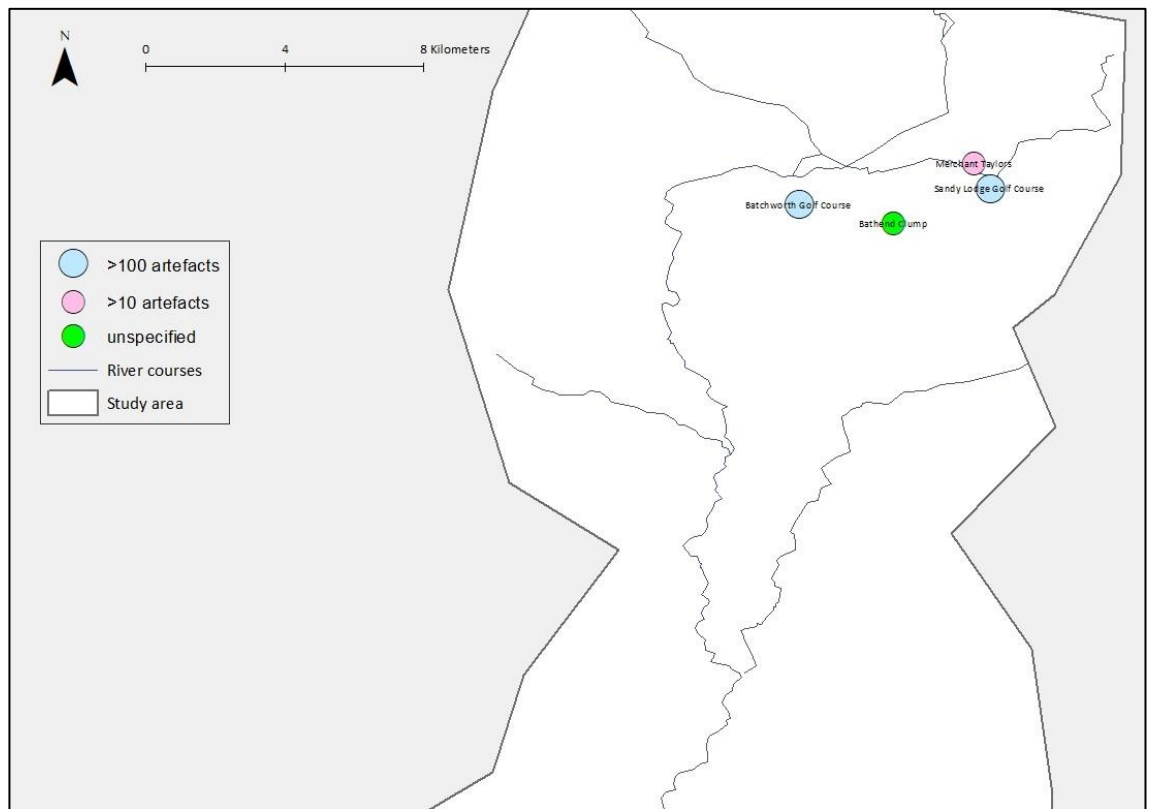 N
0 4 8 Kilometers
Merchant Taylors
Sandy Lodge Golf Course
Batchworth Golf Course
Bathend Clump
>100 artefacts
>10 artefacts
unspecified
River courses
Study area